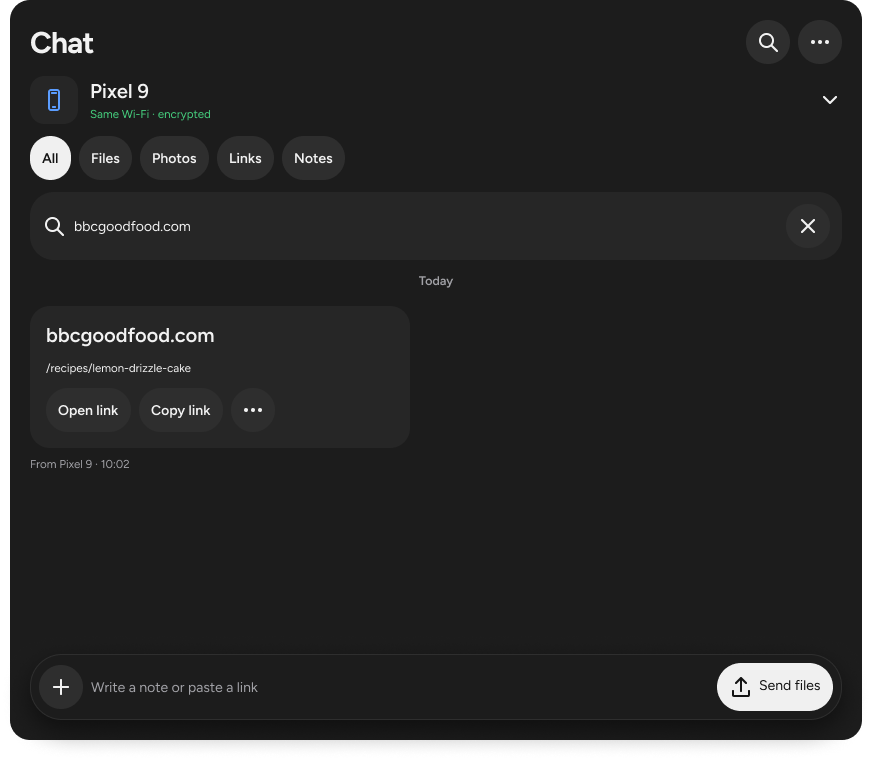 Chat
Pixel 9
Same Wi-Fi · encrypted
All
Files
Photos
Links
Notes
bbcgoodfood.com
Today
bbcgoodfood.com
/recipes/lemon-drizzle-cake
Open link
Copy link
From Pixel 9 · 10:02
Write a note or paste a link
Send files